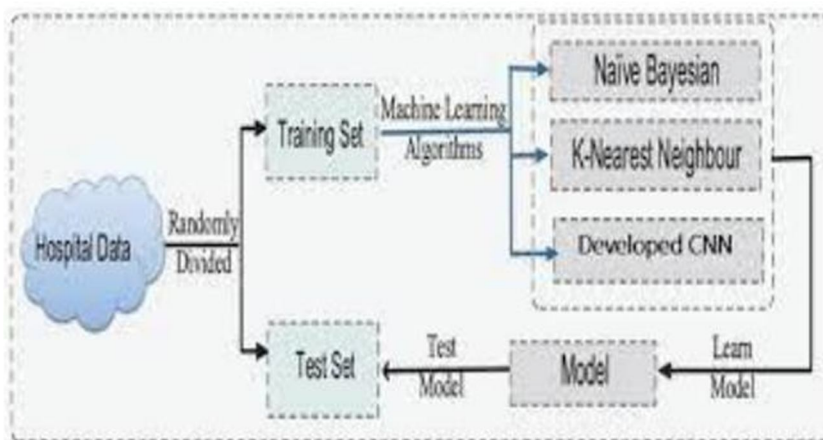 Naïve Bayesian
Machine Learning
Algorithms
Training Set
K-Nearest Neighbour
Randomly
Divided
Hospital Data
Developed CNN
Test Set
Test
Model
Model
Learn
Model